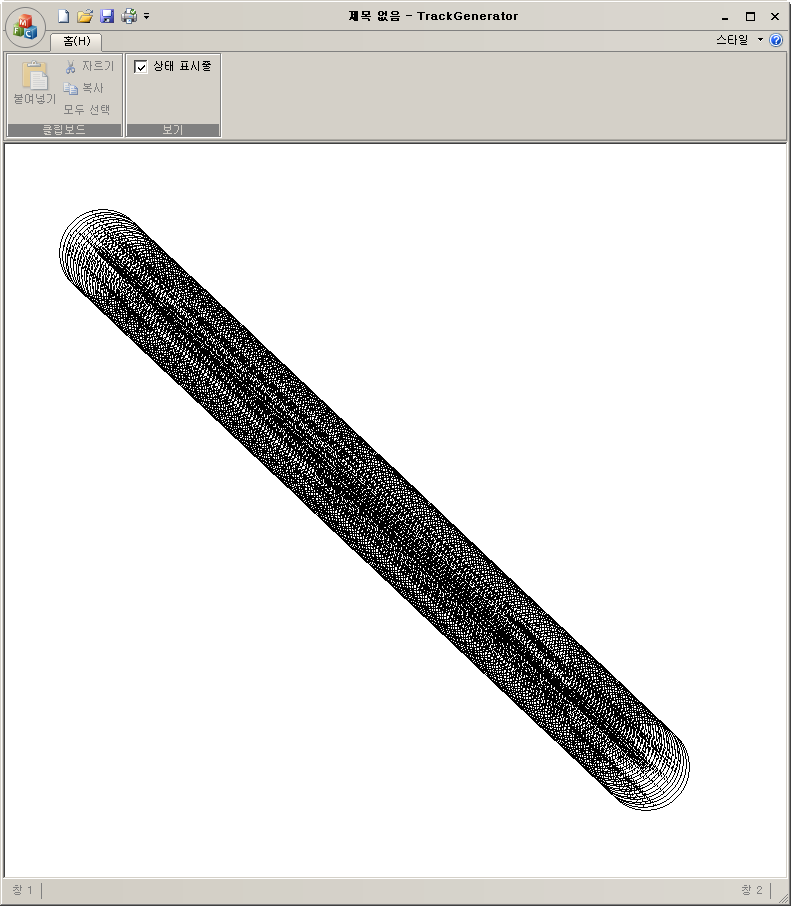 제목 없음 - TrackGenerator
홈(H)
스타일
붙여넣기
자르기
복사
모두 선택
클립보드
상태 표시줄
보기
창 1
창 2